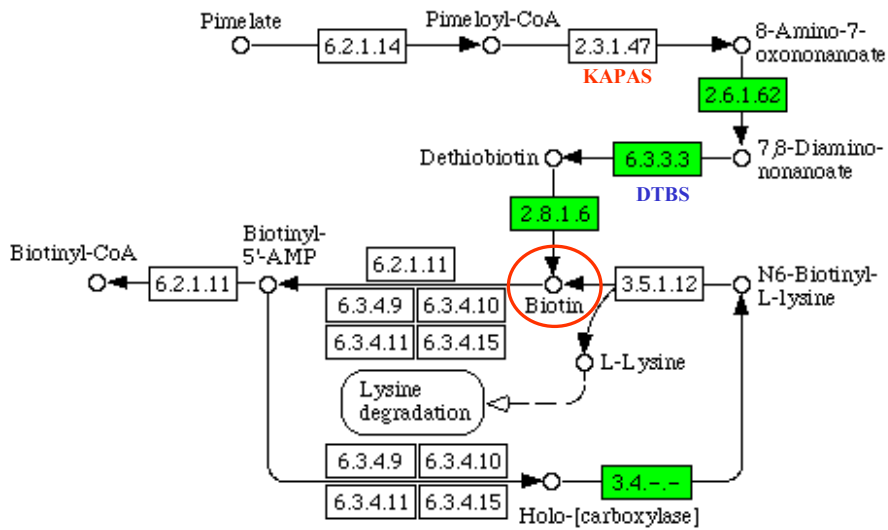 Pimelate
6.2.1.14
Pimeloyl-CoA
2.3.1.47
KAPAS
8-Amino-7-
oxononanoate
2.6.1.62
Dethiobiotin
6.3.3.3
DTBS
7,8-Diamino-
nonanoate
2.8.1.6
Biotinyl-CoA
6.2.1.11
Biotinyl-
5'-AMP
6.2.1.11
6.3.4.9
6.3.4.10
6.3.4.11
6.3.4.15
Biotin
3.5.1.12
N6-Biotinyl-
L-lysine
L-Lysine
Lysine
degradation
6.3.4.9
6.3.4.10
6.3.4.11
6.3.4.15
Holo-[carboxylase]
3.4.-.-